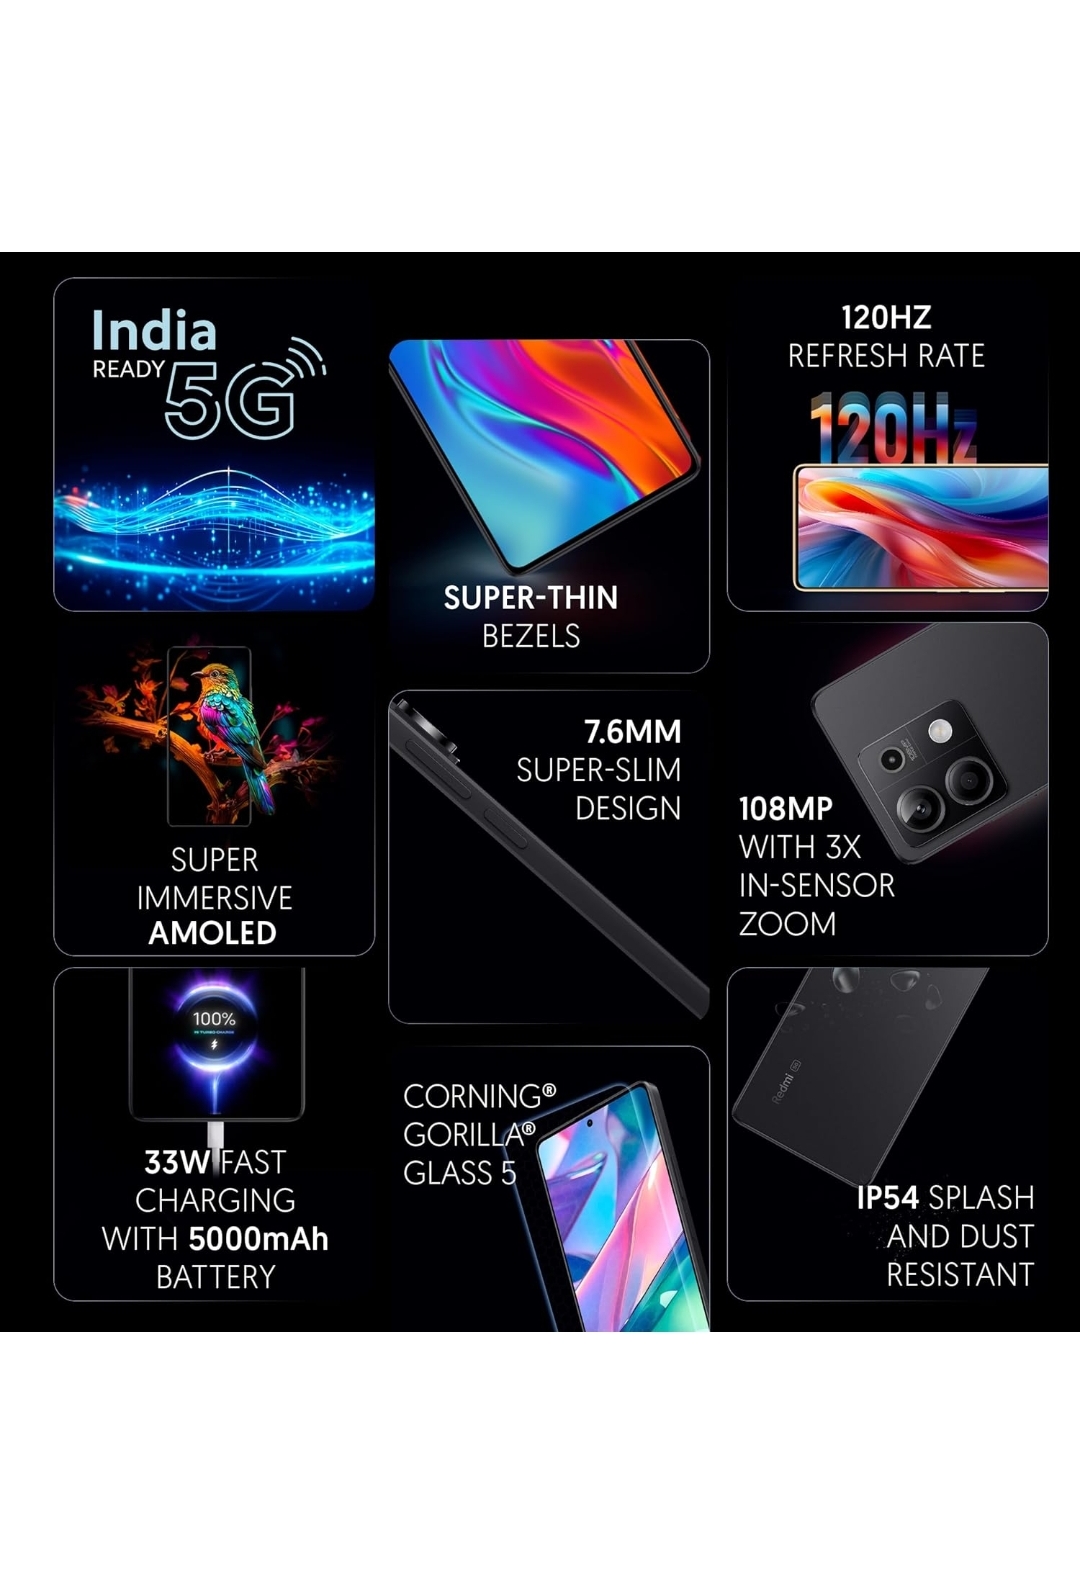 India
READY 5G
SUPER-THIN
BEZELS
120HZ
REFRESH RATE
120Hz
SUPER
IMMERSIVE
AMOLED
7.6MM
SUPER-SLIM
DESIGN
108MP
WITH 3X
IN-SENSOR
ZOOM
100%
33W FAST
CHARGING
WITH 5000mAh
BATTERY
CORNING®
GORILLA®
GLASS 5
Redmi 5G
IP54 SPLASH
AND DUST
RESISTANT